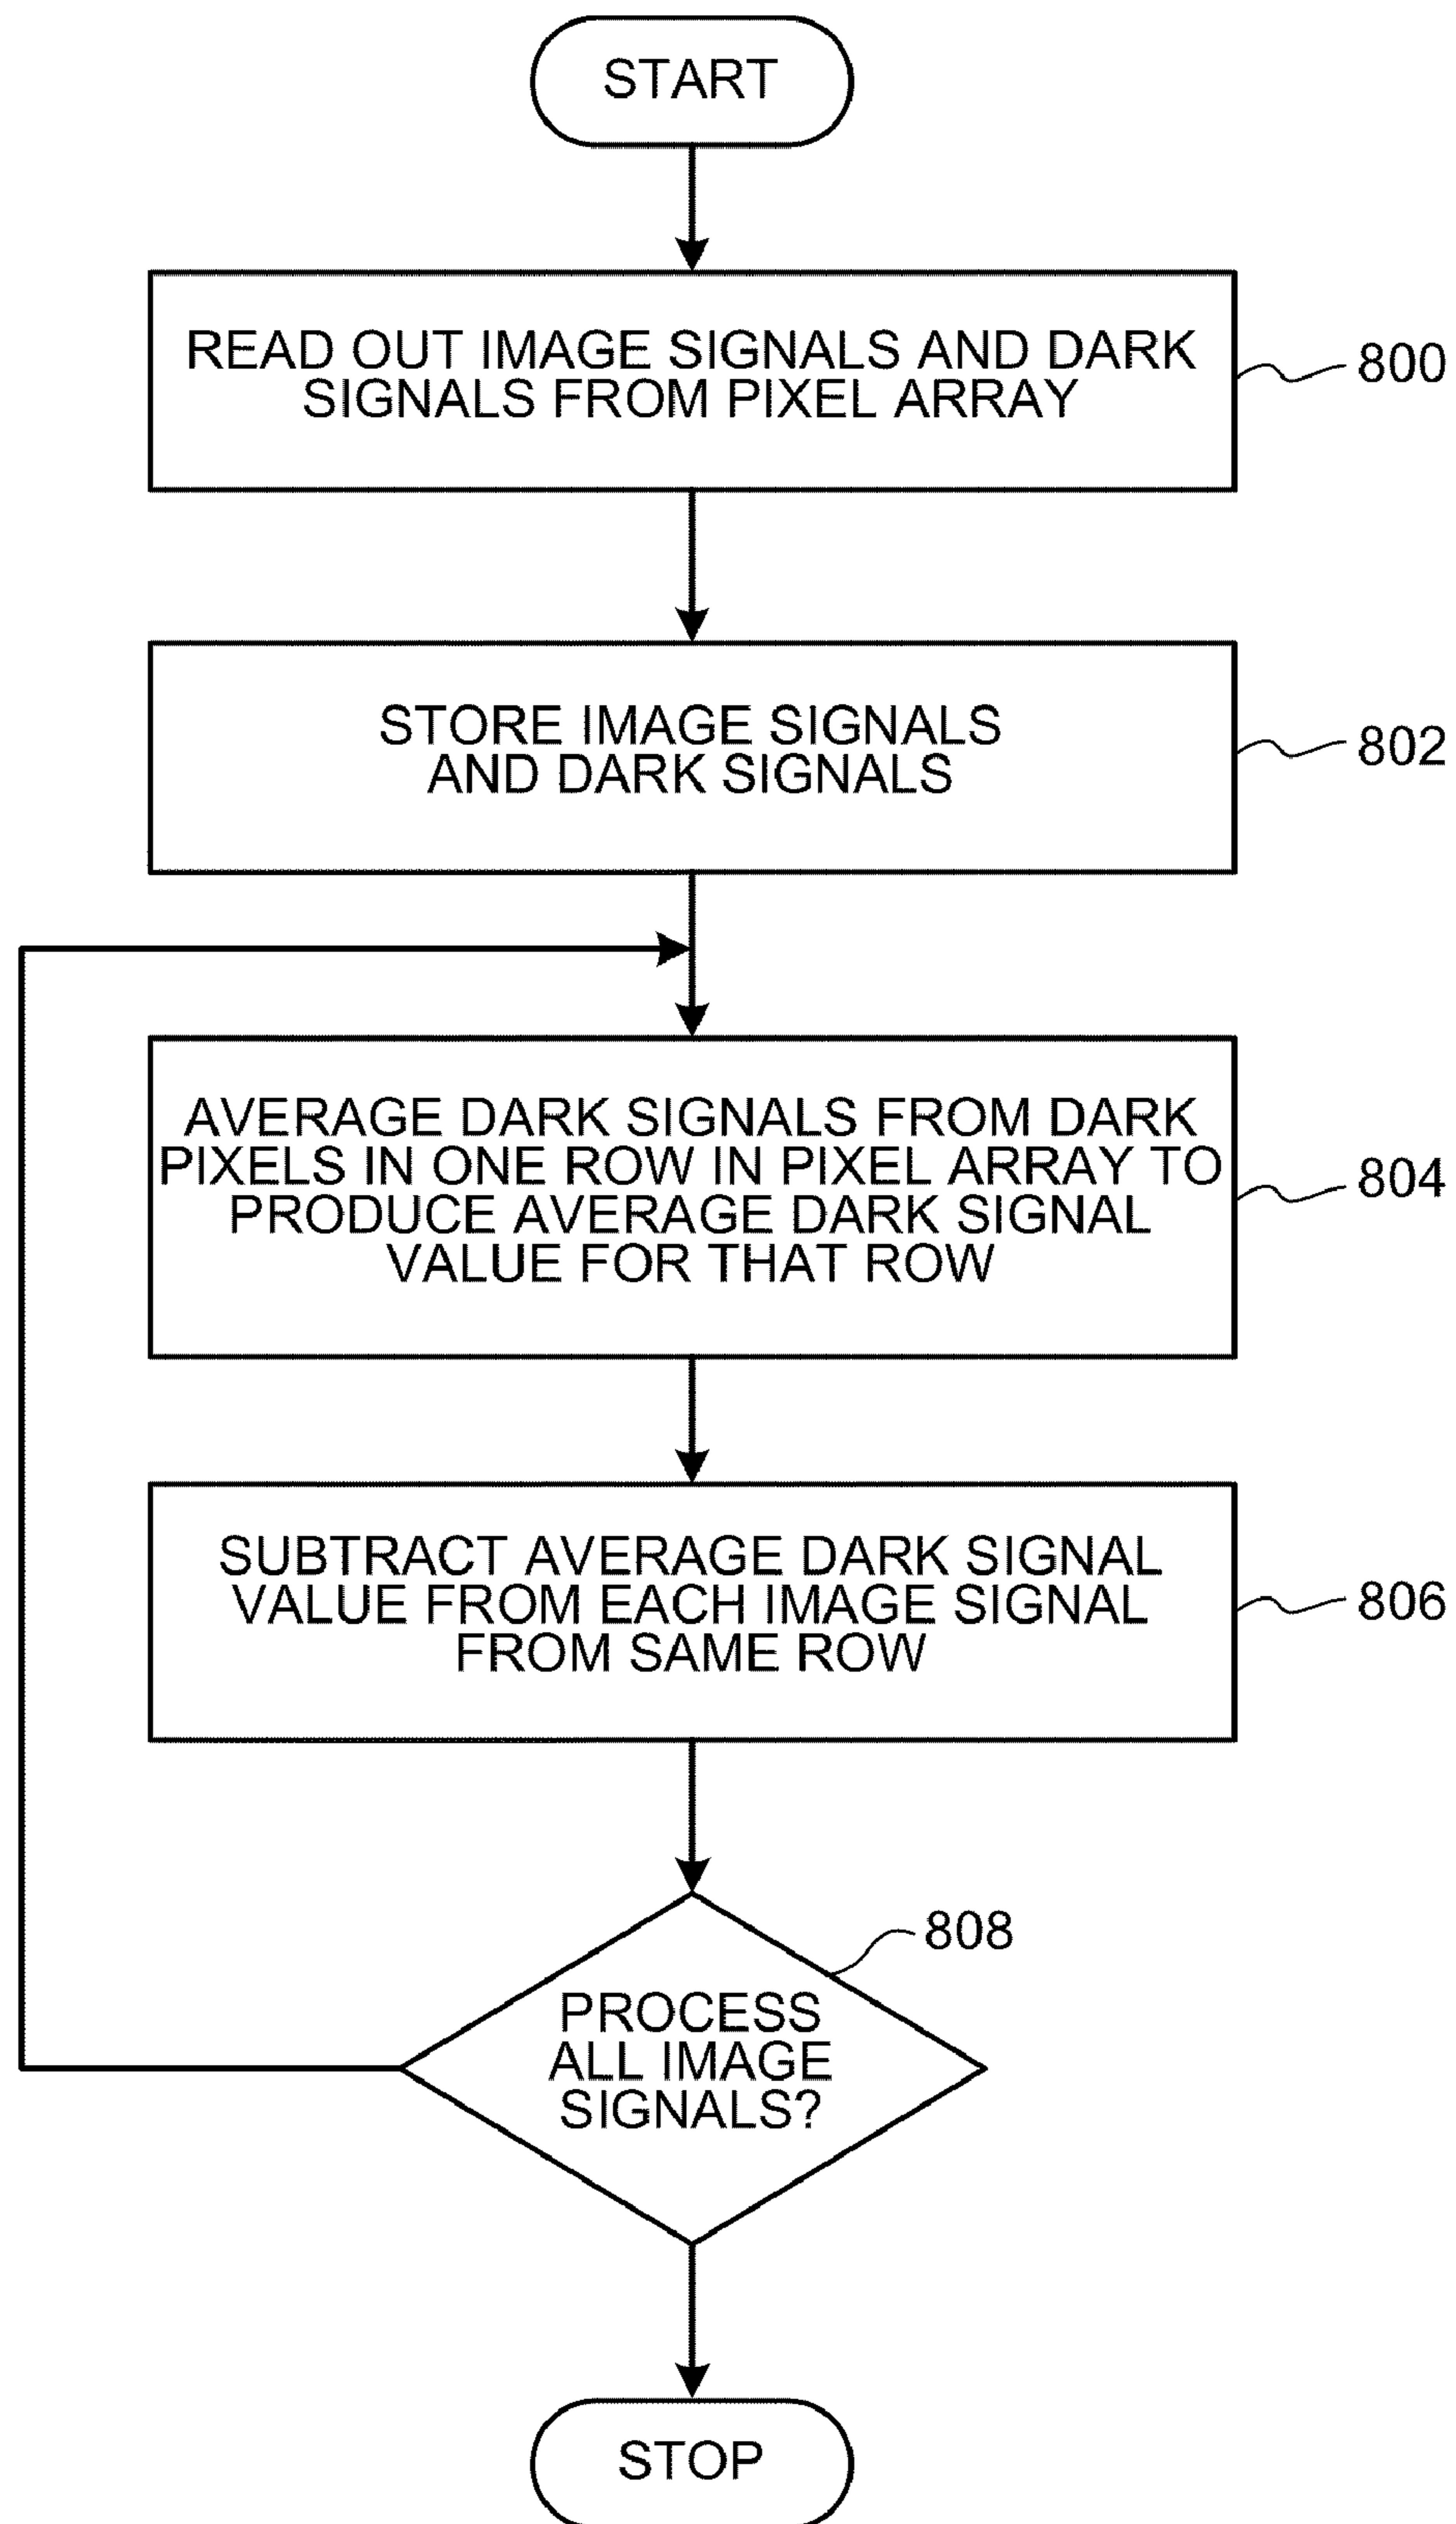 START
READ OUT IMAGE SIGNALS AND DARK
SIGNALS FROM PIXEL ARRAY
800
STORE IMAGE SIGNALS
AND DARK SIGNALS
802
AVERAGE DARK SIGNALS FROM DARK
PIXELS IN ONE ROW IN PIXEL ARRAY TO
PRODUCE AVERAGE DARK SIGNAL
VALUE FOR THAT ROW
804
SUBTRACT AVERAGE DARK SIGNAL
VALUE FROM EACH IMAGE SIGNAL
FROM SAME ROW
806
808
PROCESS
ALL IMAGE
SIGNALS?
STOP